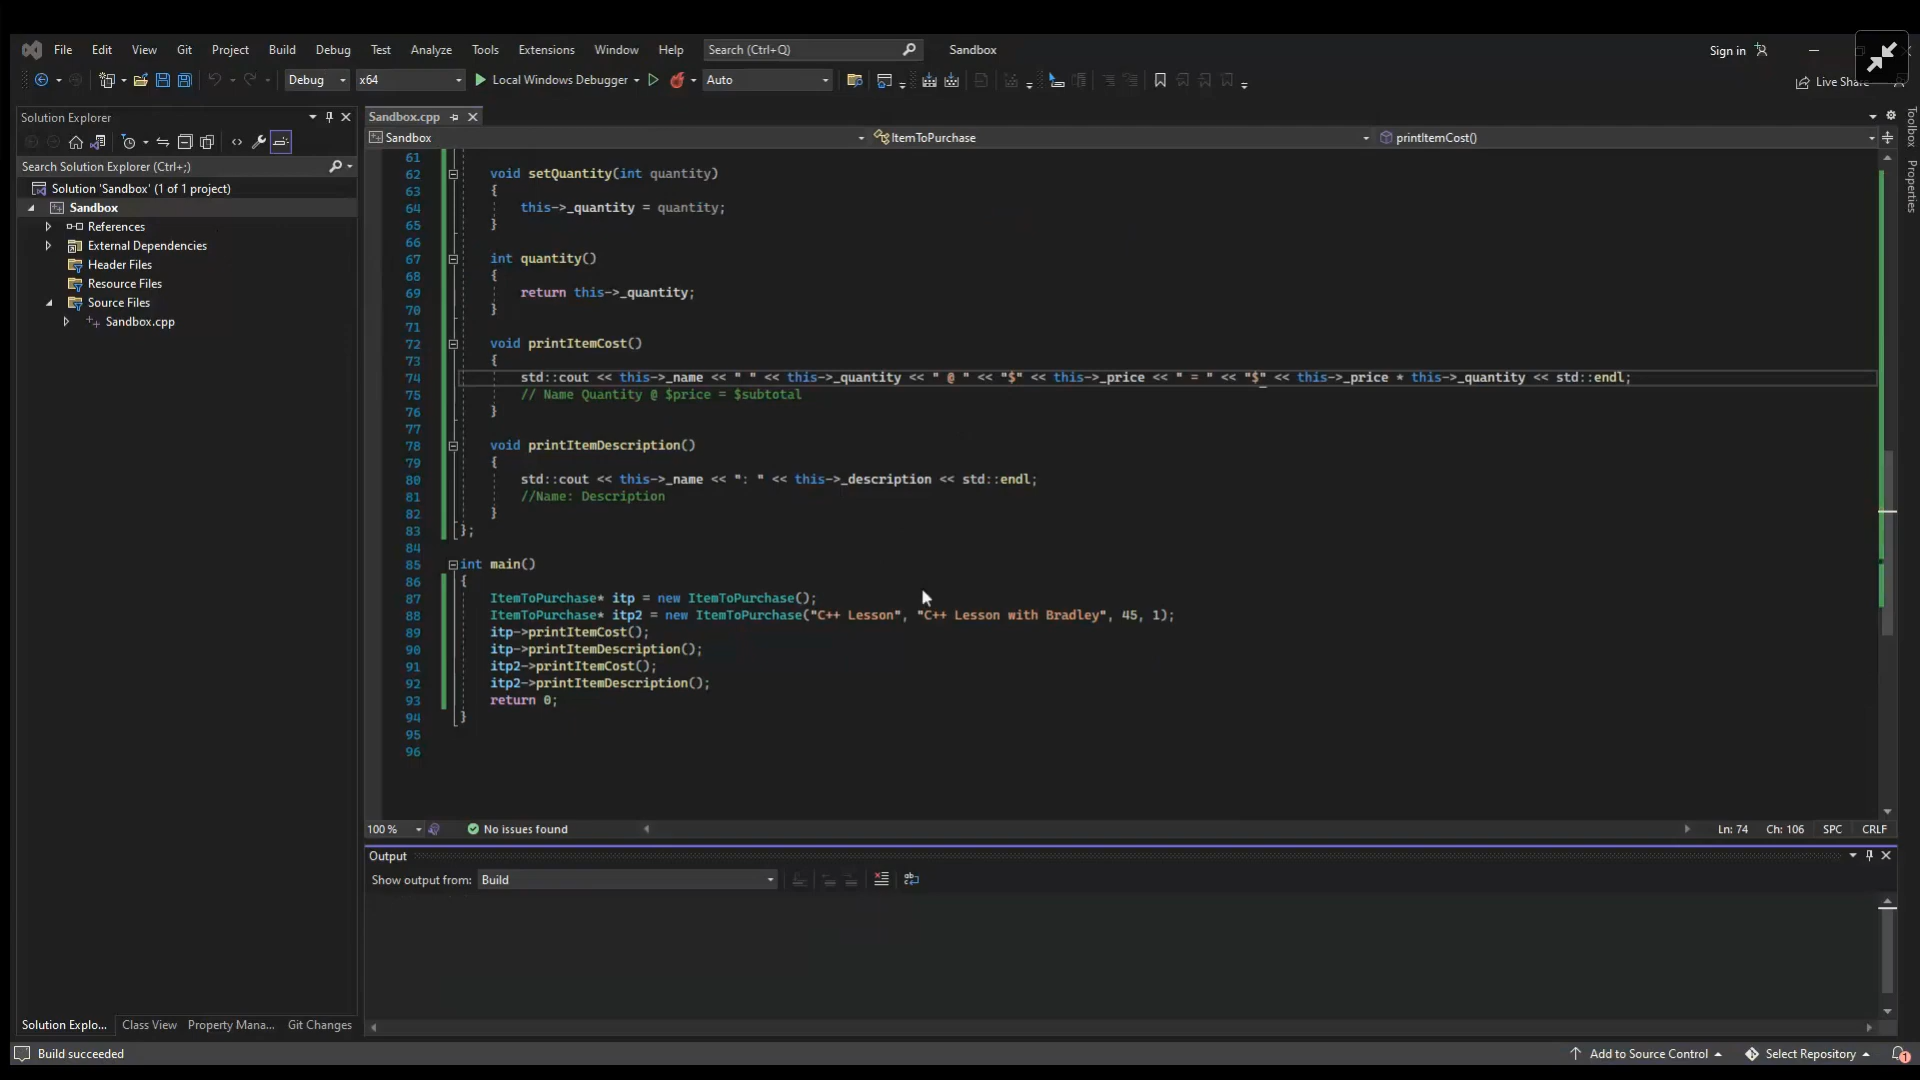 File Edit View Git Project Build Debug Test Analyze Tools Extensions Window Help Search (Ctrl+Q) Sandbox Sign in
Debug x64 Local Windows Debugger Auto Live Share
Solution Explorer
Search Solution Explorer (Ctrl+;)
Solution 'Sandbox' (1 of 1 project)
Sandbox
References
External Dependencies
Header Files
Resource Files
Source Files
Sandbox.cpp
Sandbox.cpp
Sandbox ItemToPurchase printItemCost()
61
62 void setQuantity(int quantity)
63 {
64 this->_quantity = quantity;
65 }
66
67 int quantity()
68 {
69 return this->_quantity;
70 }
71
72 void printItemCost()
73 {
74 std::cout << this->_name << " " << this->_quantity << " @ " << "$" << this->_price << " = " << "$" << this->_price * this->_quantity << std::endl;
75 // Name Quantity @ $price = $subtotal
76 }
77
78 void printItemDescription()
79 {
80 std::cout << this->_name << ": " << this->_description << std::endl;
81 //Name: Description
82 }
83 };
84
85 int main()
86 {
87 ItemToPurchase* itp = new ItemToPurchase();
88 ItemToPurchase* itp2 = new ItemToPurchase("C++ Lesson", "C++ Lesson with Bradley", 45, 1);
89 itp->printItemCost();
90 itp->printItemDescription();
91 itp2->printItemCost();
92 itp2->printItemDescription();
93 return 0;
94 }
95
96
100 % No issues found Ln: 74 Ch: 106 SPC CRLF
Output
Show output from: Build
Solution Explo... Class View Property Mana... Git Changes
Build succeeded Add to Source Control Select Repository 1
Toolbox
Properties